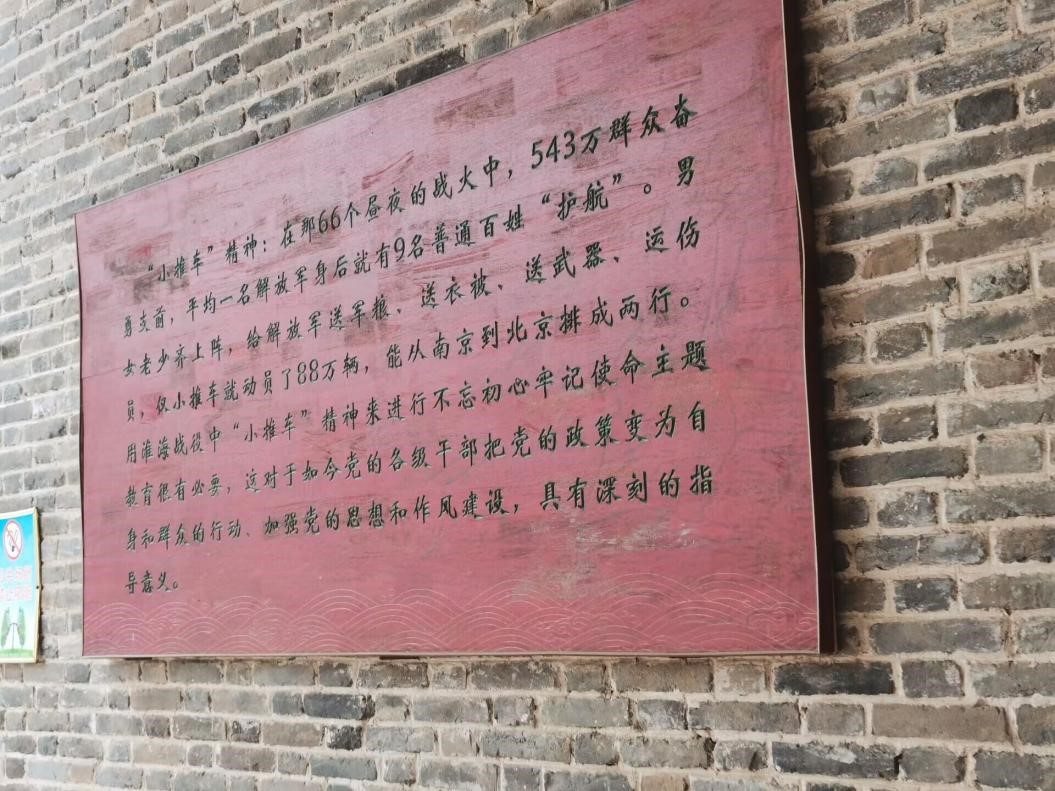 “小推车”精神：在那66个昼夜的战火中，543万群众奋
勇支前，平均一名解放军身后就有9名普通百姓“护航”。男
女老少齐上阵，给解放军送军粮、送衣被、送武器、运伤
员，仅小推车就动员了88万辆，能从南京到北京排成两行。
用淮海战役中“小推车”精神来进行不忘初心牢记使命主题
教育很有必要，这对于如今党的各级干部把党的政策变为自
身和群众的行动、加强党的思想和作风建设，具有深刻的指
导意义。